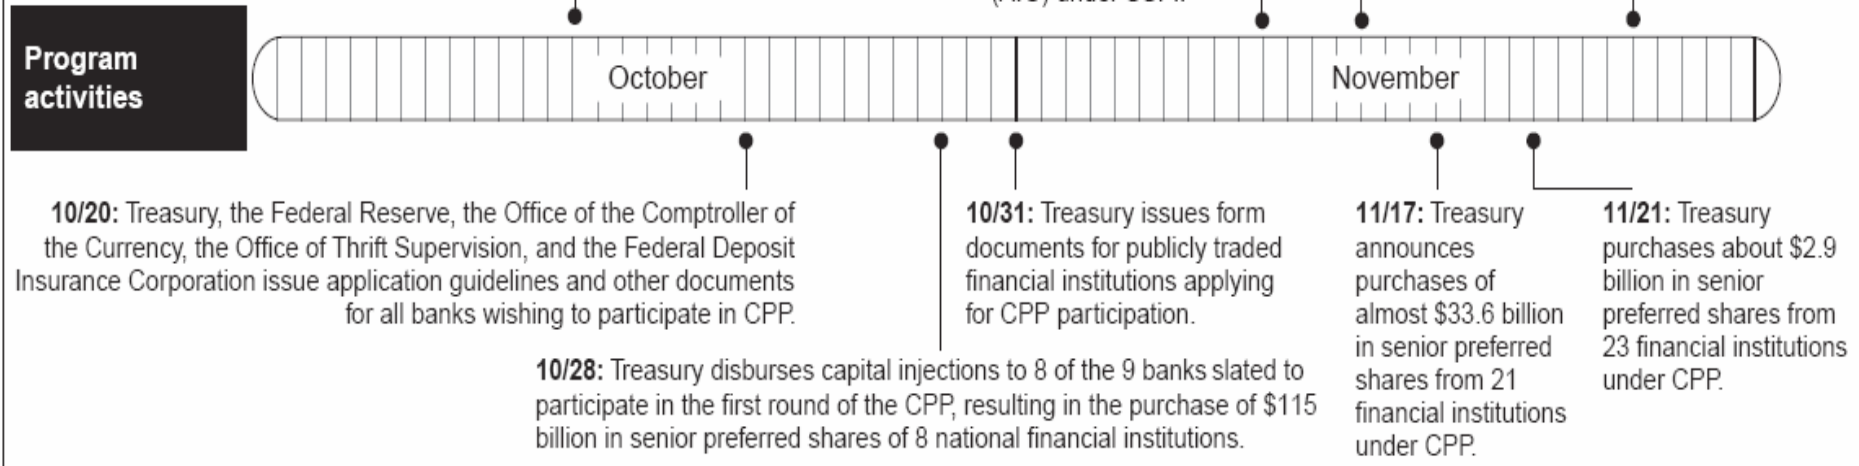 Program
activities
October
November
10/20: Treasury, the Federal Reserve, the Office of the Comptroller of
the Currency, the Office of Thrift Supervision, and the Federal Deposit
Insurance Corporation issue application guidelines and other documents
for all banks wishing to participate in CPP.
10/28: Treasury disburses capital injections to 8 of the 9 banks slated to
participate in the first round of the CPP, resulting in the purchase of $115
billion in senior preferred shares of 8 national financial institutions.
10/31: Treasury issues form
documents for publicly traded
financial institutions applying
for CPP participation.
11/17: Treasury
announces
purchases of
almost $33.6 billion
in senior preferred
shares from 21
financial institutions
under CPP.
11/21: Treasury
purchases about $2.9
billion in senior
preferred shares from
23 financial institutions
under CPP.